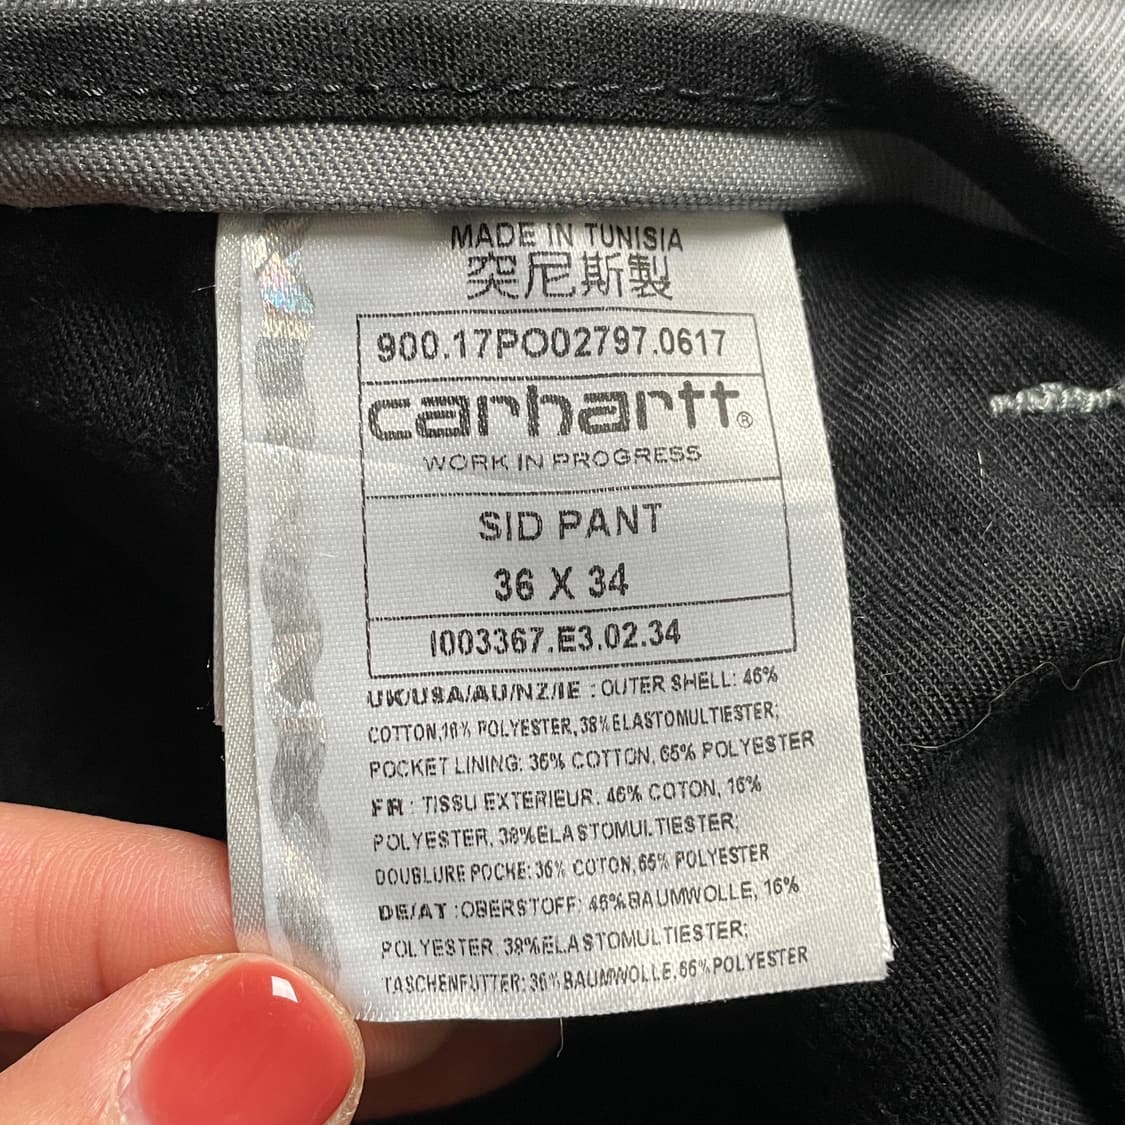 MADE IN TUNISIA
突尼斯製
900.17PO02797.0617
carhartt®
WORK IN PROGRESS
SID PANT
36 X 34
I003367.E3.02.34
UK/USA/AU/NZ/IE : OUTER SHELL: 46%
COTTON,16% POLYESTER, 38% ELASTOMULTIESTER;
POCKET LINING: 35% COTTON, 65% POLYESTER
FR : TISSU EXTERIEUR. 46% COTON, 16%
POLYESTER, 38%ELASTOMULTIESTER;
DOUBLURE POCHE: 35% COTON, 65% POLYESTER
DE/AT :OBERSTOFF: 46%BAUMWOLLE, 16%
POLYESTER 38%ELASTOMULTIESTER;
TASCHENFUTTER: 35%BAUMWOLLE, 65%POLYESTER